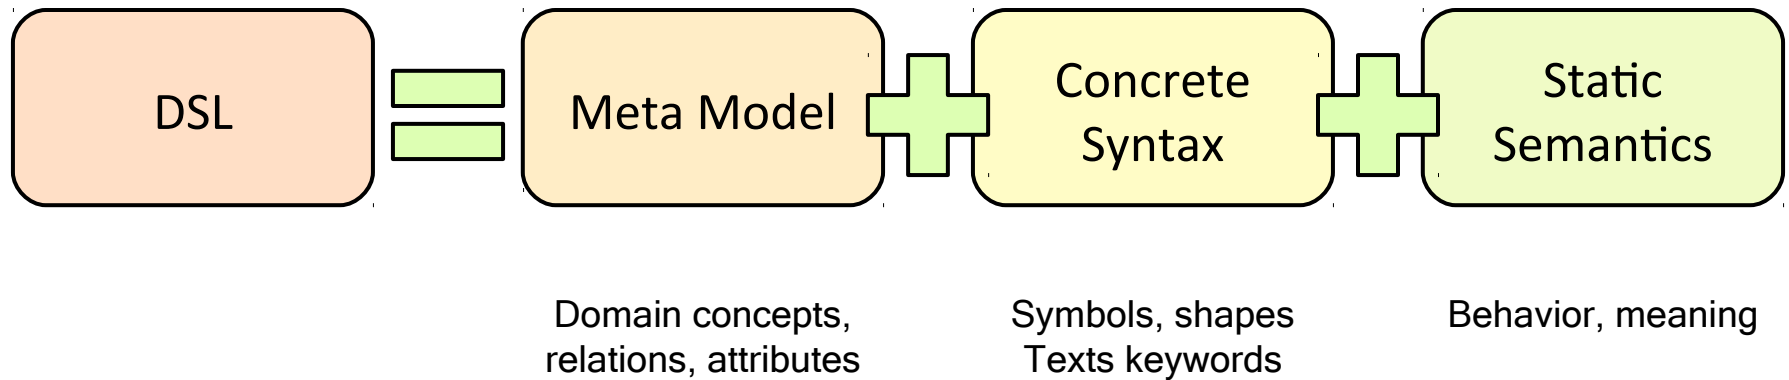 DSL
Meta Model
Concrete
Syntax
Static
Semantics
Domain concepts,
relations, attributes
Symbols, shapes
Texts keywords
Behavior, meaning